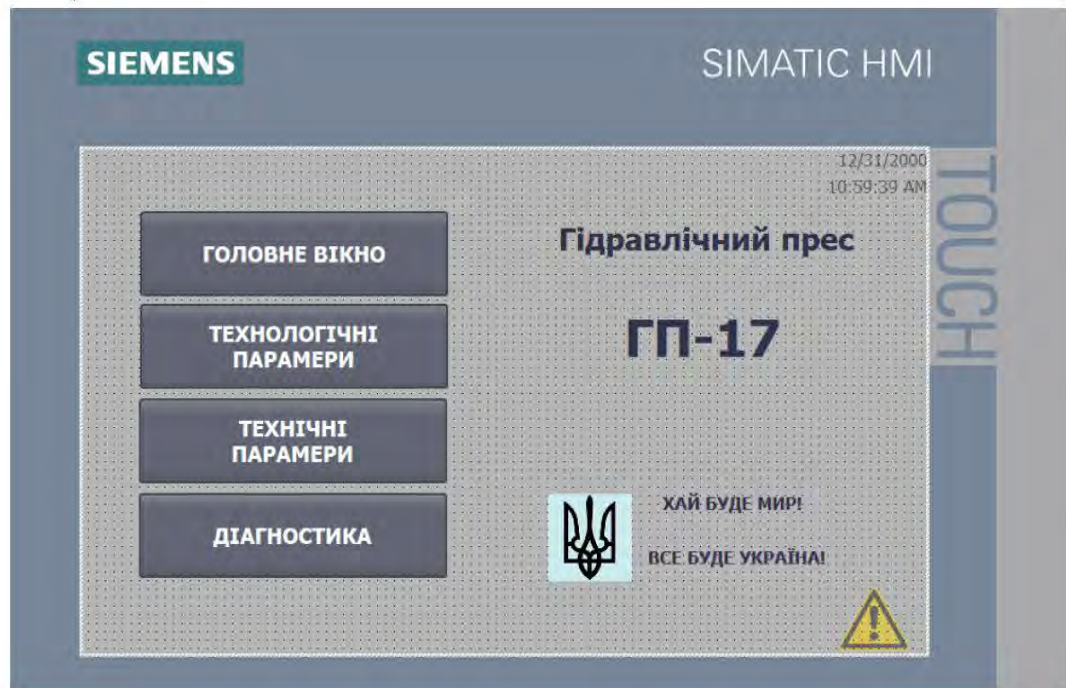 SIEMENS
SIMATIC HMI
TOUCH
12/31/2000
10:59:39 AM
ГОЛОВНЕ ВІКНО
ТЕХНОЛОГІЧНІ
ПАРАМЕРИ
ТЕХНІЧНІ
ПАРАМЕРИ
ДІАГНОСТИКА
Гідравлічний прес
ГП-17
ХАЙ БУДЕ МИР!
ВСЕ БУДЕ УКРАЇНА!